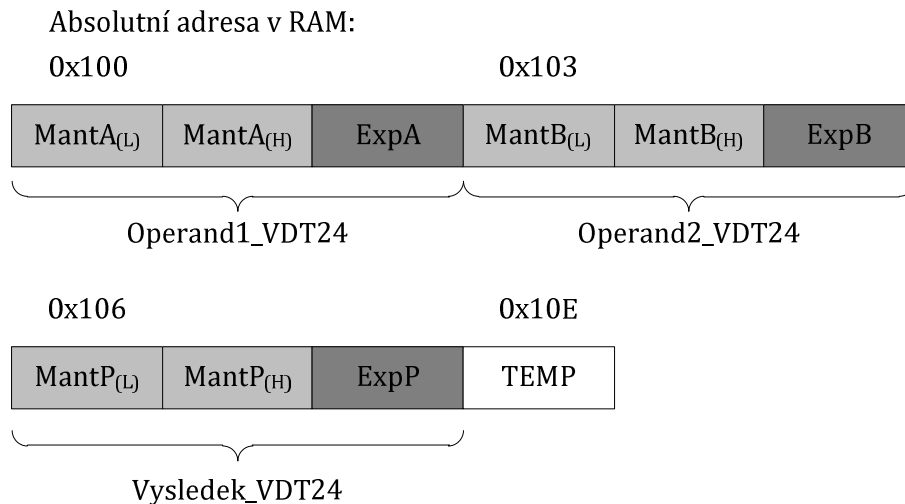 Absolutní adresa v RAM:
0x100 0x103
MantA(L) MantA(H) ExpA MantB(L) MantB(H) ExpB
Operand1_VDT24 Operand2_VDT24
0x106 0x10E
MantP(L) MantP(H) ExpP TEMP
Vysledek_VDT24